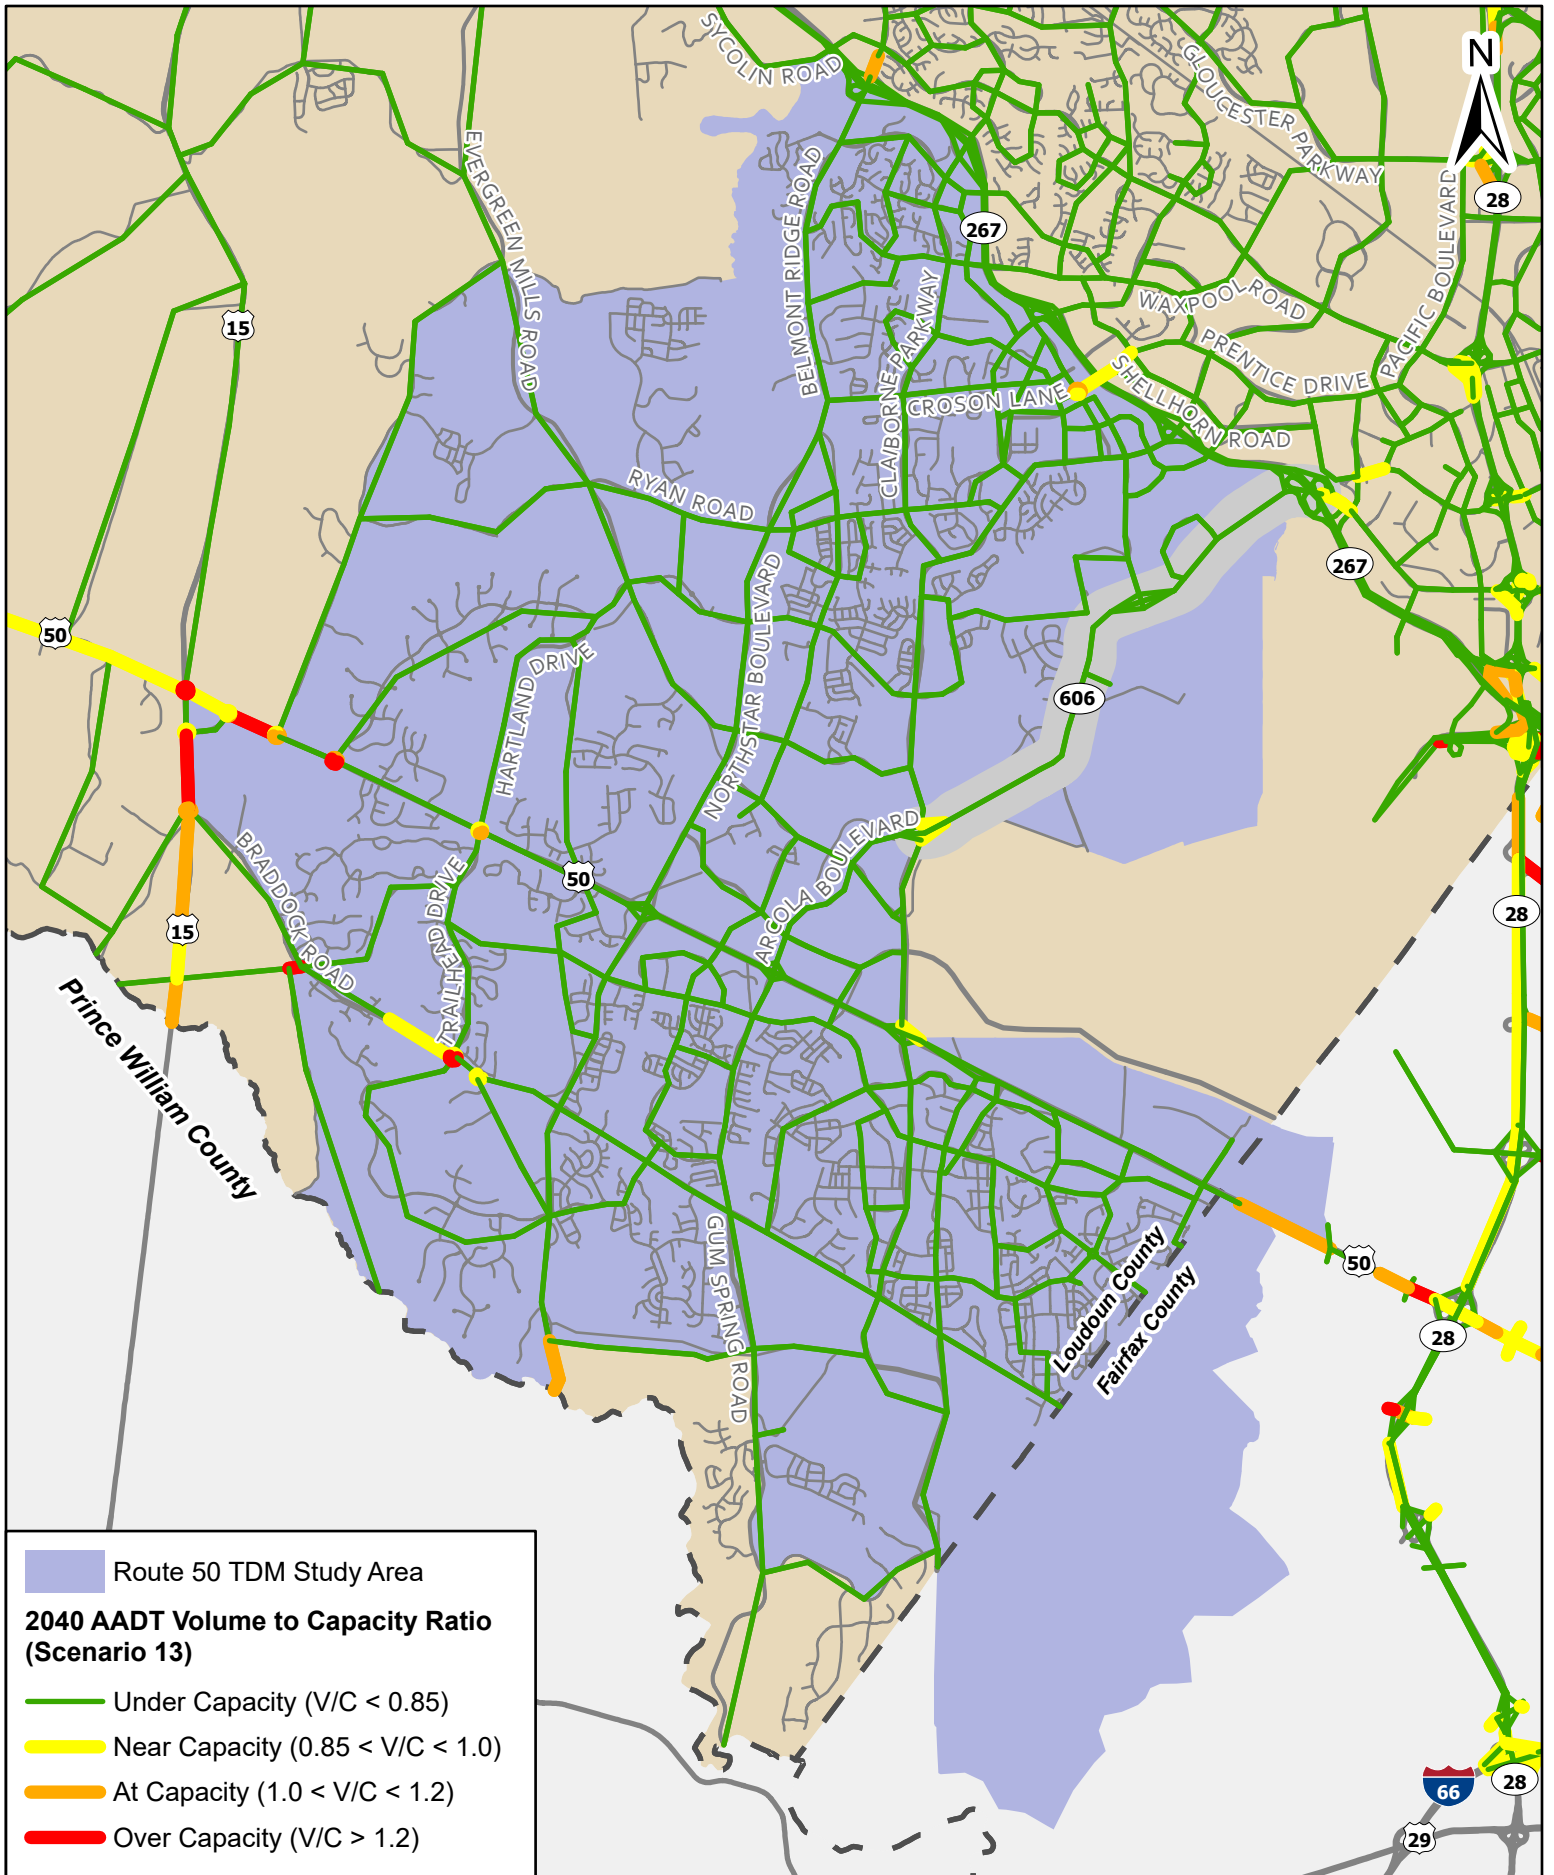 SYCOLIN ROAD
GLOUCESTER PARKWAY
N
EVERGREEN MILLS ROAD
BELMONT RIDGE ROAD
267
28
PACIFIC BOULEVARD
15
CLAIBORNE PARKWAY
WAXPOOL ROAD
PRENTICE DRIVE
SHELLHORN ROAD
CROSON LANE
RYAN ROAD
267
50
NORTHSTAR BOULEVARD
HARTLAND DRIVE
606
BRADDOCK ROAD
ARCOLA BOULEVARD
50
TRAILHEAD DRIVE
28
15
Prince William County
GUM SPRING ROAD
Loudoun County
Fairfax County
50
28
Route 50 TDM Study Area
2040 AADT Volume to Capacity Ratio
(Scenario 13)
Under Capacity (V/C < 0.85)
Near Capacity (0.85 < V/C < 1.0)
At Capacity (1.0 < V/C < 1.2)
Over Capacity (V/C > 1.2)
66
28
29